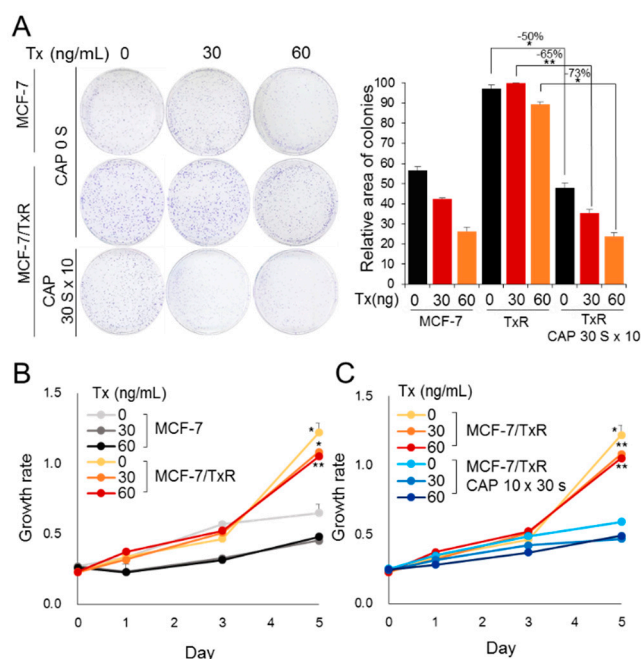 A
Tx (ng/mL) 0 30 60
MCF-7
MCF-7/TxR
CAP 0 S
CAP
30 S x 10
Relative area of colonies
100
90
80
70
60
50
40
30
20
10
0
-50%
*
-65%
**
-73%
*
Tx(ng) 0 30 60 0 30 60 0 30 60
MCF-7 TxR TxR
CAP 30 S x 10
B
Tx (ng/mL)
0
30
60
MCF-7
0
30
60
MCF-7/TxR
Growth rate
1.5
1.0
0.5
0.0
*
*
**
0 1 3 5
Day
C
Tx (ng/mL)
0
30
60
MCF-7/TxR
0
30
60
MCF-7/TxR
CAP 10 x 30 s
Growth rate
1.5
1.0
0.5
0.0
*
**
**
0 1 3 5
Day